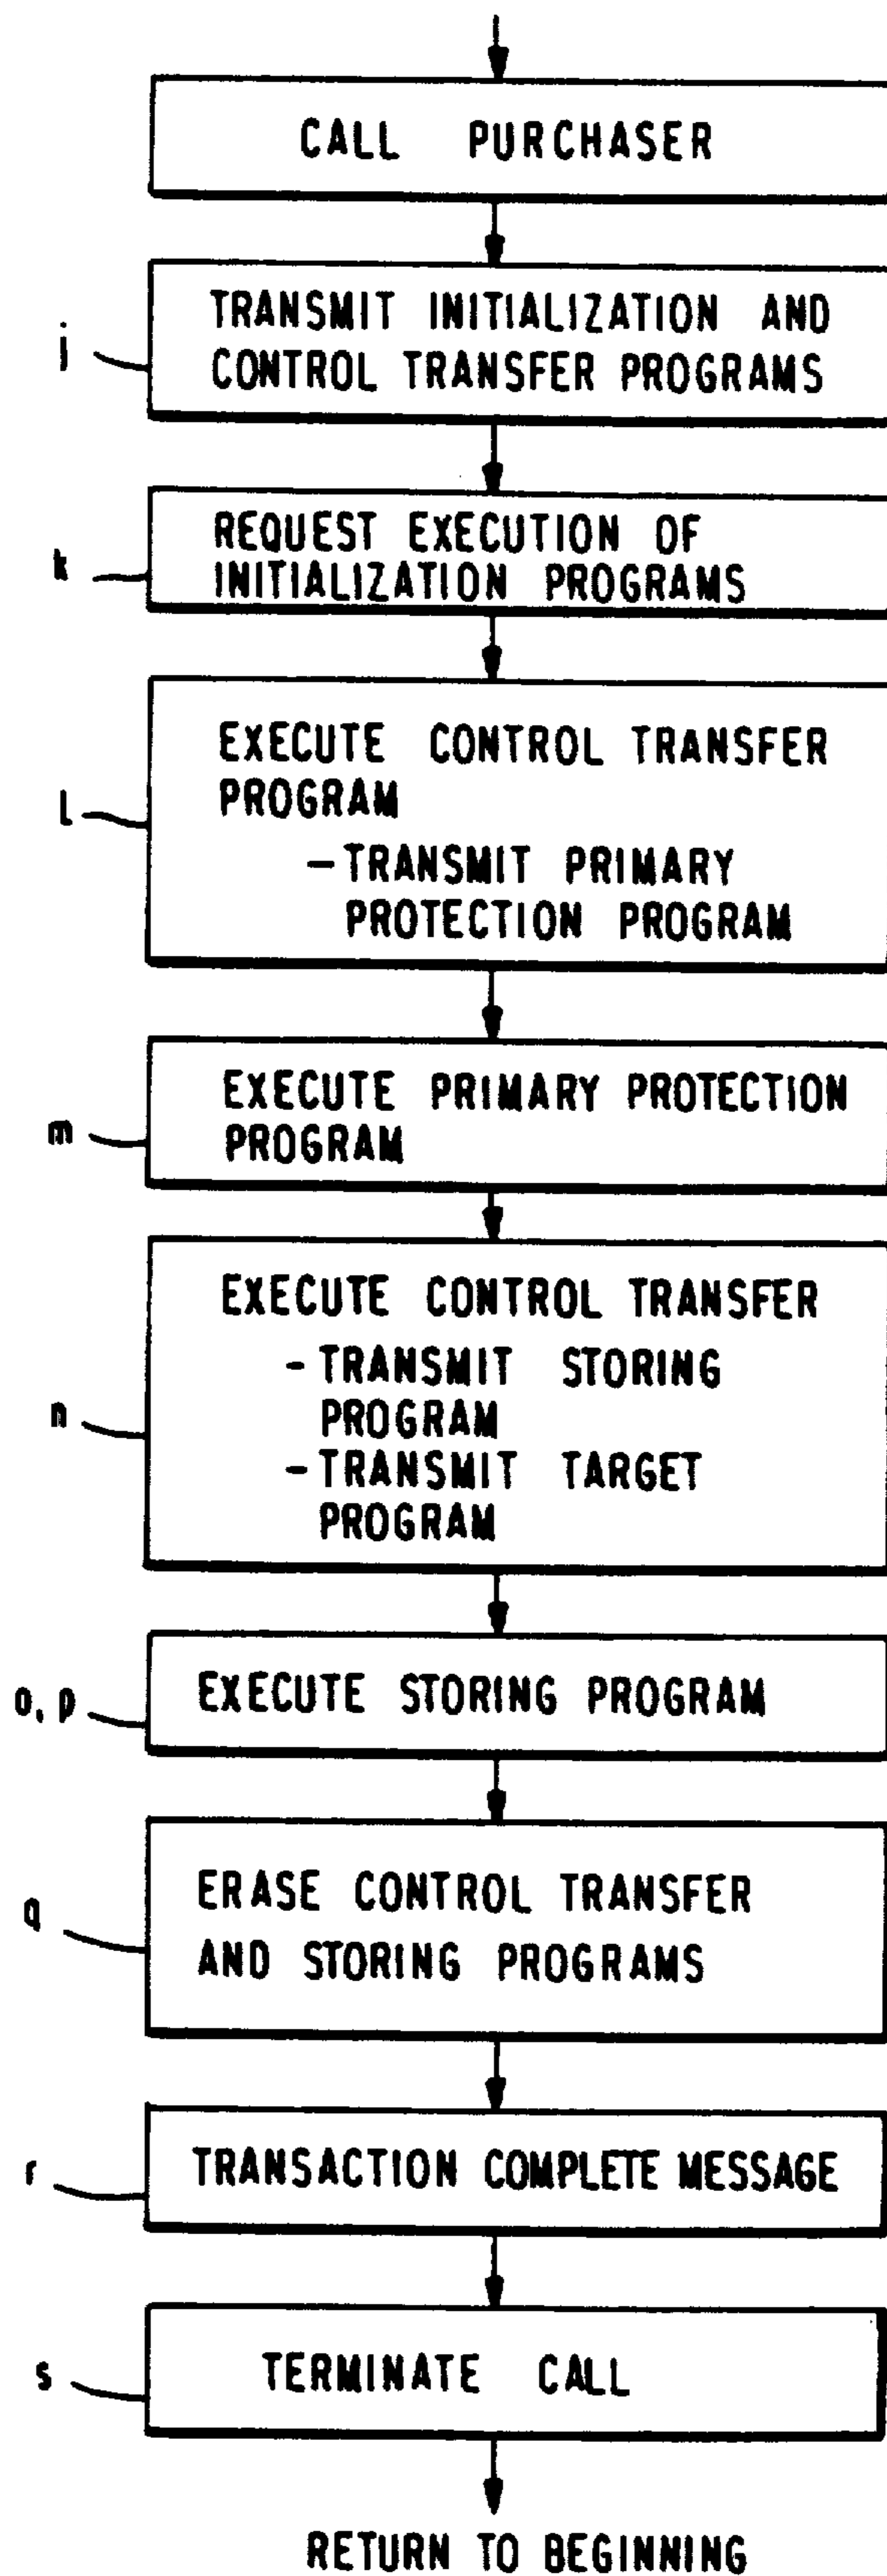 CALL PURCHASER
j
TRANSMIT INITIALIZATION AND
CONTROL TRANSFER PROGRAMS
k
REQUEST EXECUTION OF
INITIALIZATION PROGRAMS
l
EXECUTE CONTROL TRANSFER
PROGRAM
- TRANSMIT PRIMARY
PROTECTION PROGRAM
m
EXECUTE PRIMARY PROTECTION
PROGRAM
n
EXECUTE CONTROL TRANSFER
- TRANSMIT STORING
PROGRAM
- TRANSMIT TARGET
PROGRAM
o, p
EXECUTE STORING PROGRAM
q
ERASE CONTROL TRANSFER
AND STORING PROGRAMS
r
TRANSACTION COMPLETE MESSAGE
s
TERMINATE CALL
RETURN TO BEGINNING